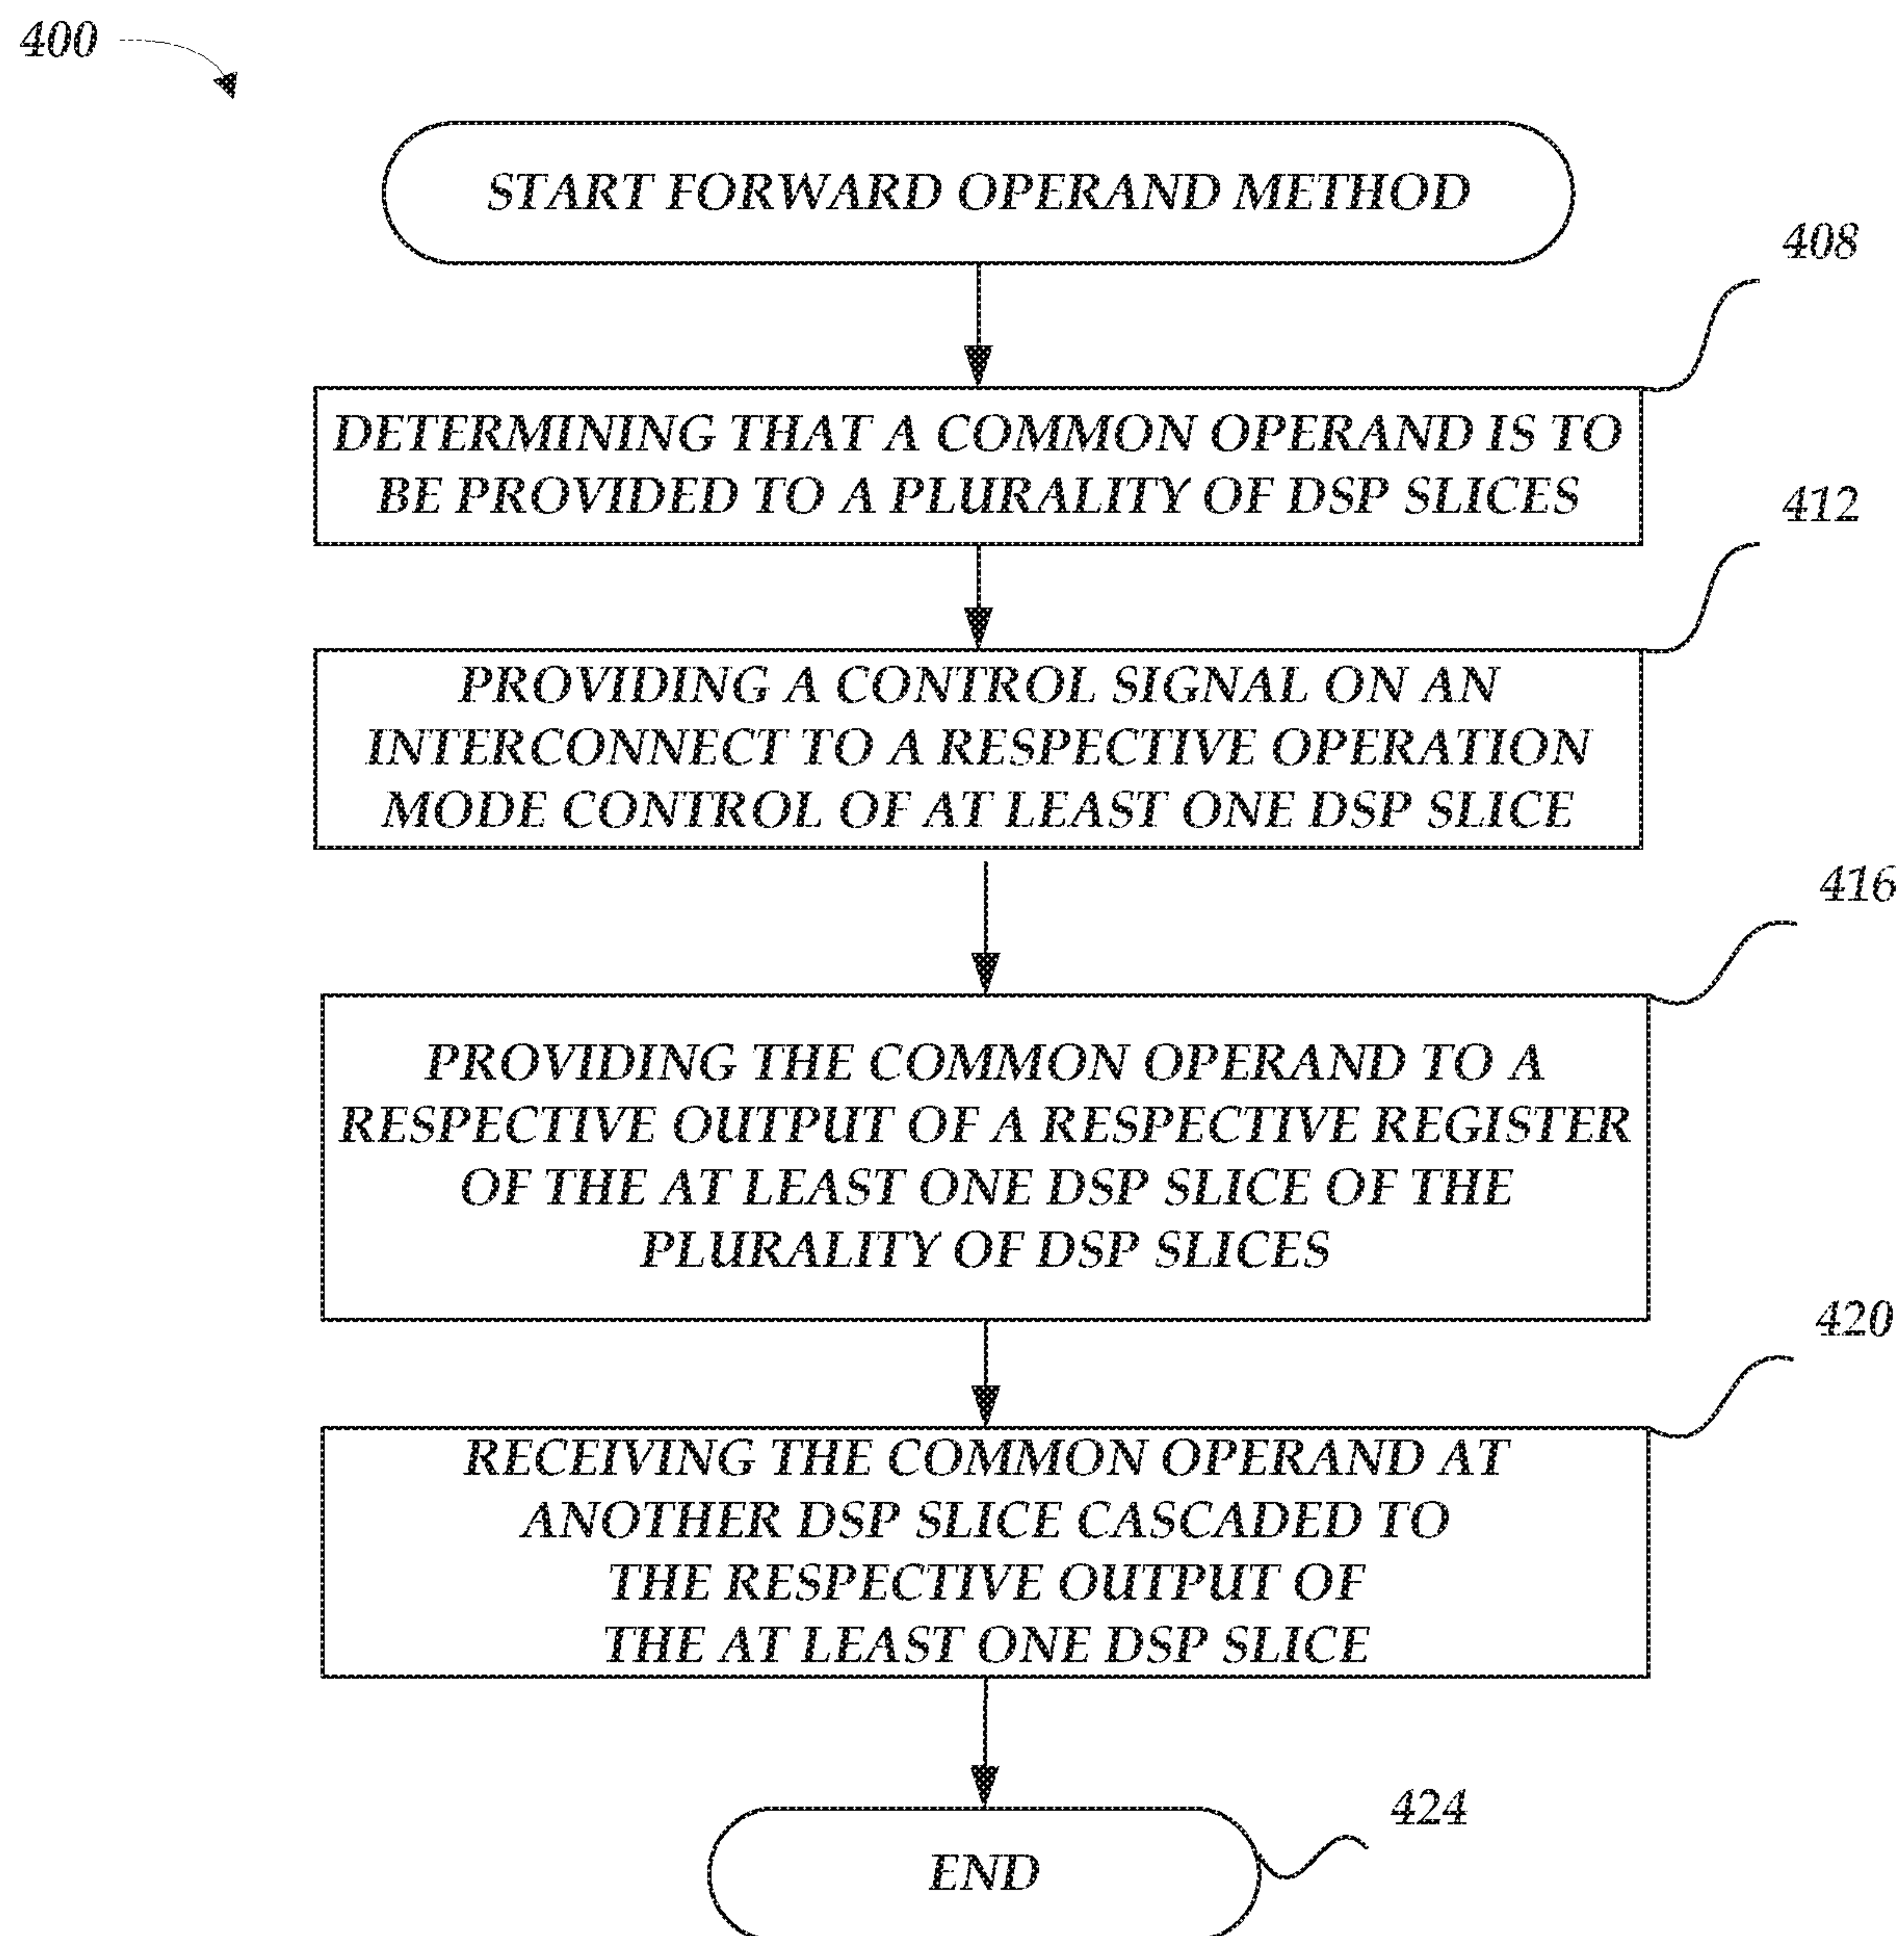 400
START FORWARD OPERAND METHOD
408
DETERMINING THAT A COMMON OPERAND IS TO
BE PROVIDED TO A PLURALITY OF DSP SLICES
412
PROVIDING A CONTROL SIGNAL ON AN
INTERCONNECT TO A RESPECTIVE OPERATION
MODE CONTROL OF AT LEAST ONE DSP SLICE
416
PROVIDING THE COMMON OPERAND TO A
RESPECTIVE OUTPUT OF A RESPECTIVE REGISTER
OF THE AT LEAST ONE DSP SLICE OF THE
PLURALITY OF DSP SLICES
420
RECEIVING THE COMMON OPERAND AT
ANOTHER DSP SLICE CASCADED TO
THE RESPECTIVE OUTPUT OF
THE AT LEAST ONE DSP SLICE
424
END